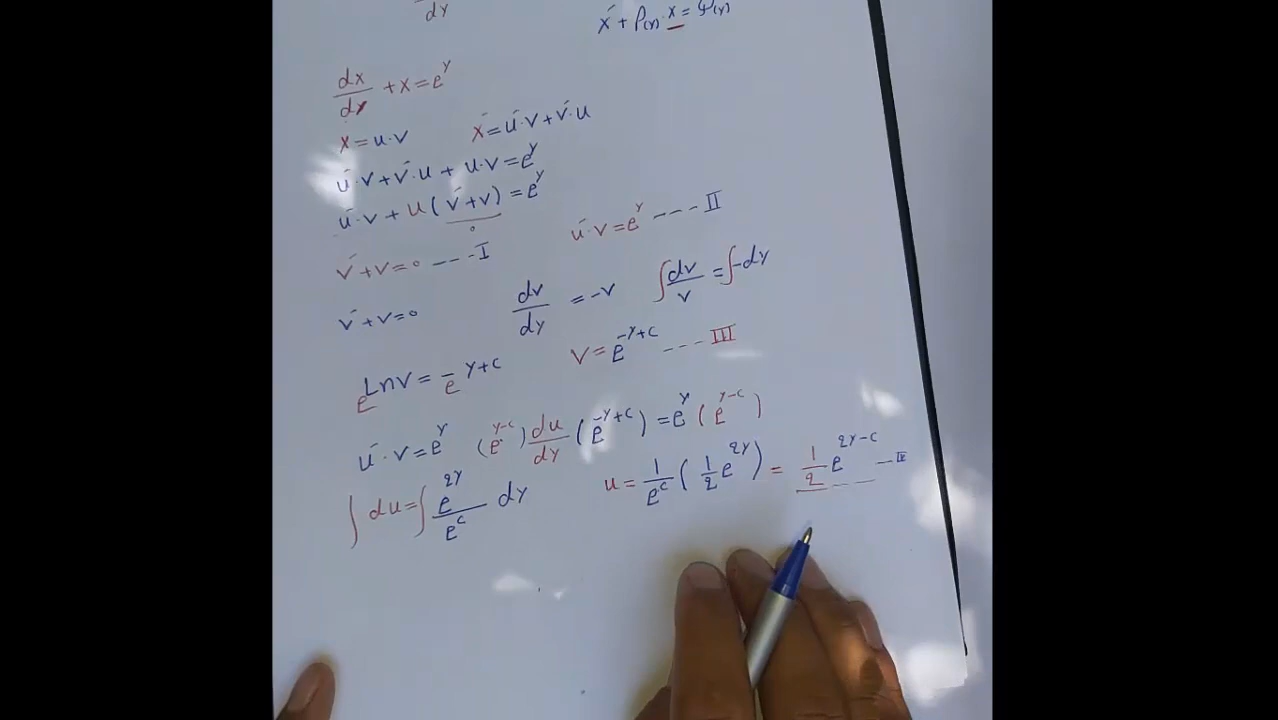 dy
x́ + P(y)·x = φ(y)
dx/dy + x = e^y
x = u·v   x́ = ú·v + v́·u
ú·v + v́·u + u·v = e^y
ú·v + u(v́+v) = e^y
0
v́ + v = 0 --- I   ú·v = e^y --- II
v́ + v = 0   dv/dy = -v   ∫dv/v = ∫-dy
e^Lnv = e^-y+c   v = e^-y+c --- III
ú·v = e^y   (e^y-c) du/dy (e^-y+c) = e^y (e^y-c)
∫du = ∫ e^2y/e^c dy   u = 1/e^c (1/2 e^2y) = 1/2 e^2y-c --- IV